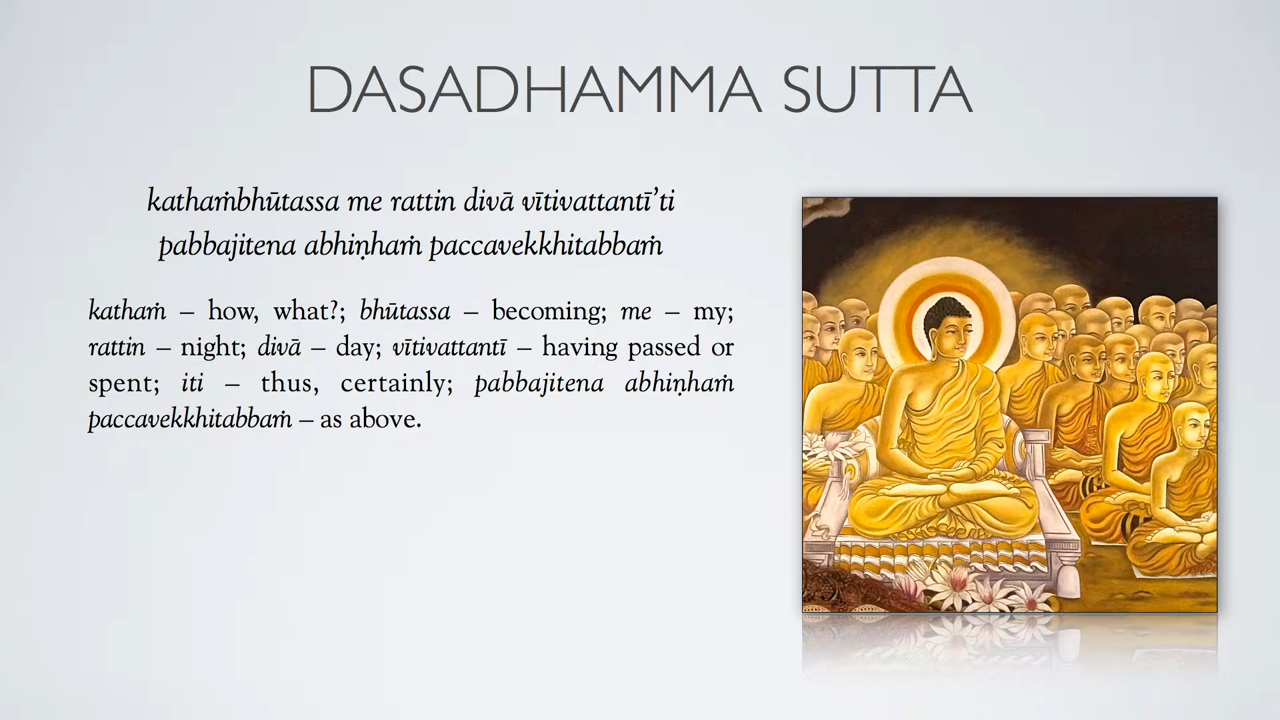 DASADHAMMA SUTTA
kathaṁbhūtassa me rattin divā vītivattantī’ti
pabbajitena abhiṇhaṁ paccavekkhitabbaṁ
kathaṁ – how, what?; bhūtassa – becoming; me – my;
rattin – night; divā – day; vītivattantī – having passed or
spent; iti – thus, certainly; pabbajitena abhiṇhaṁ
paccavekkhitabbaṁ – as above.